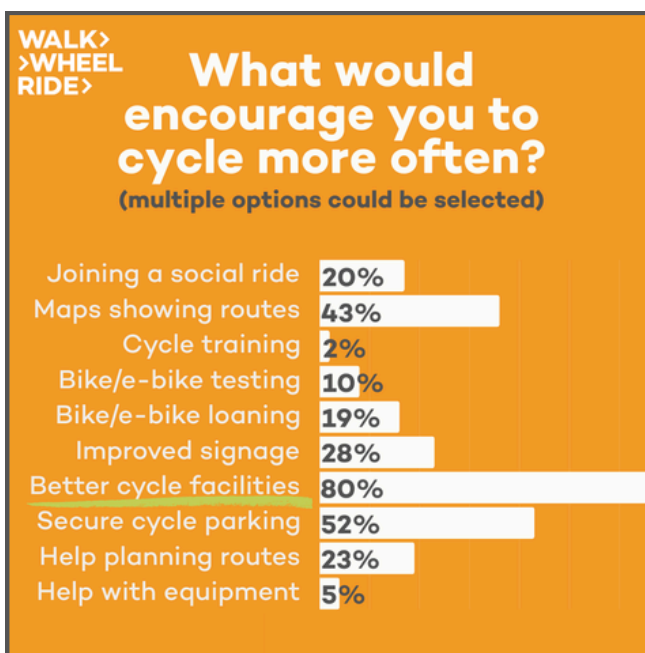 WALK>
>WHEEL
RIDE>
What would
encourage you to
cycle more often?
(multiple options could be selected)
Joining a social ride 20%
Maps showing routes 43%
Cycle training 2%
Bike/e-bike testing 10%
Bike/e-bike loaning 19%
Improved signage 28%
Better cycle facilities 80%
Secure cycle parking 52%
Help planning routes 23%
Help with equipment 5%